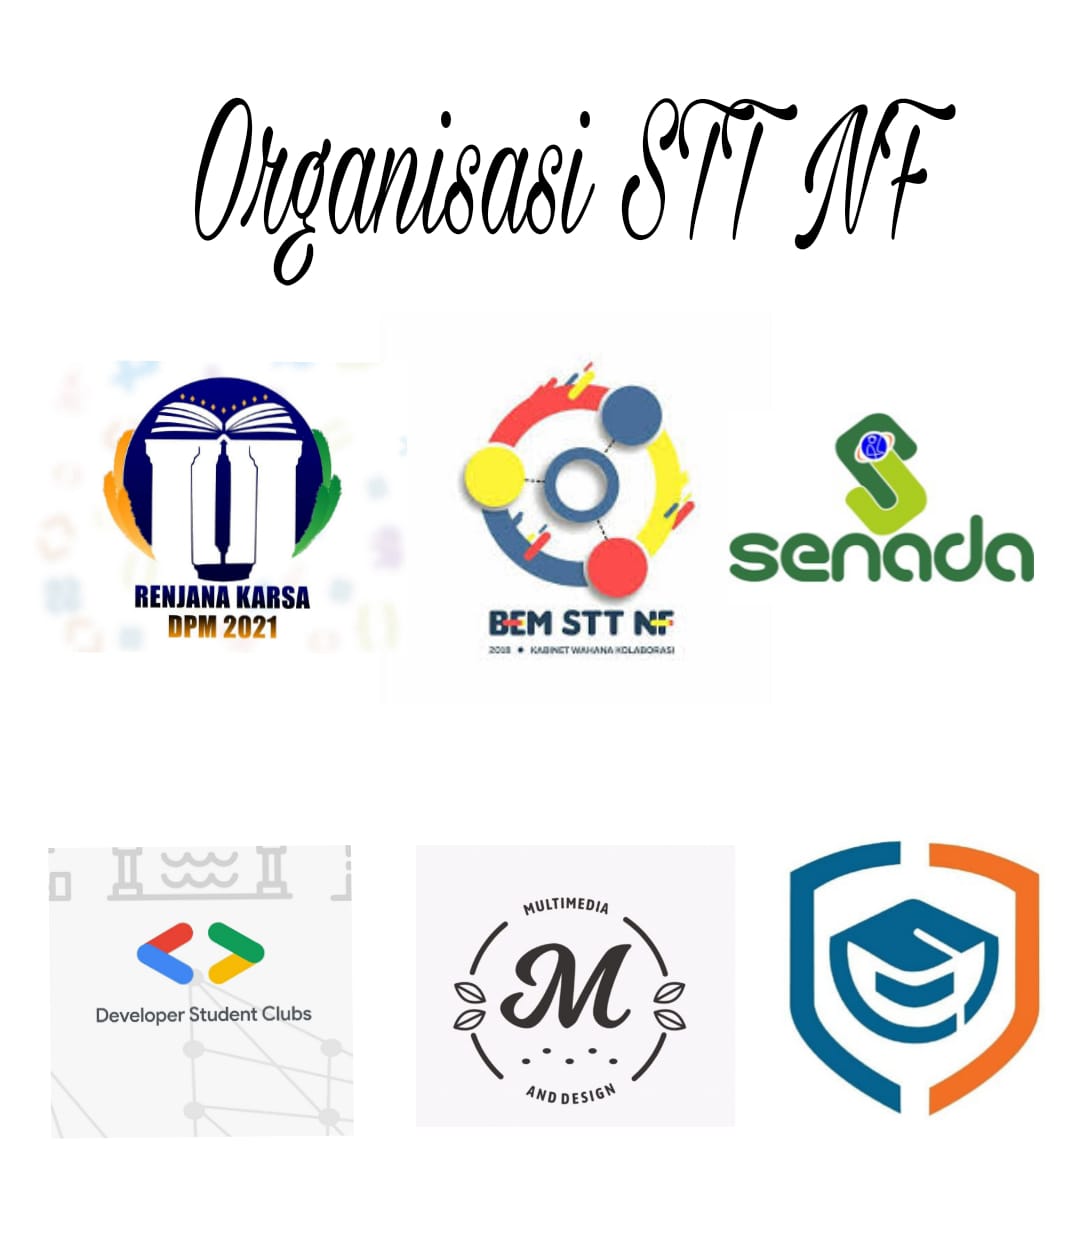 Organisasi STT NF
RENJANA KARSA
DPM 2021
BEM STT NF
2018 • KABINET WAHANA KOLABORASI
senada
Developer Student Clubs
MULTIMEDIA
M
AND DESIGN